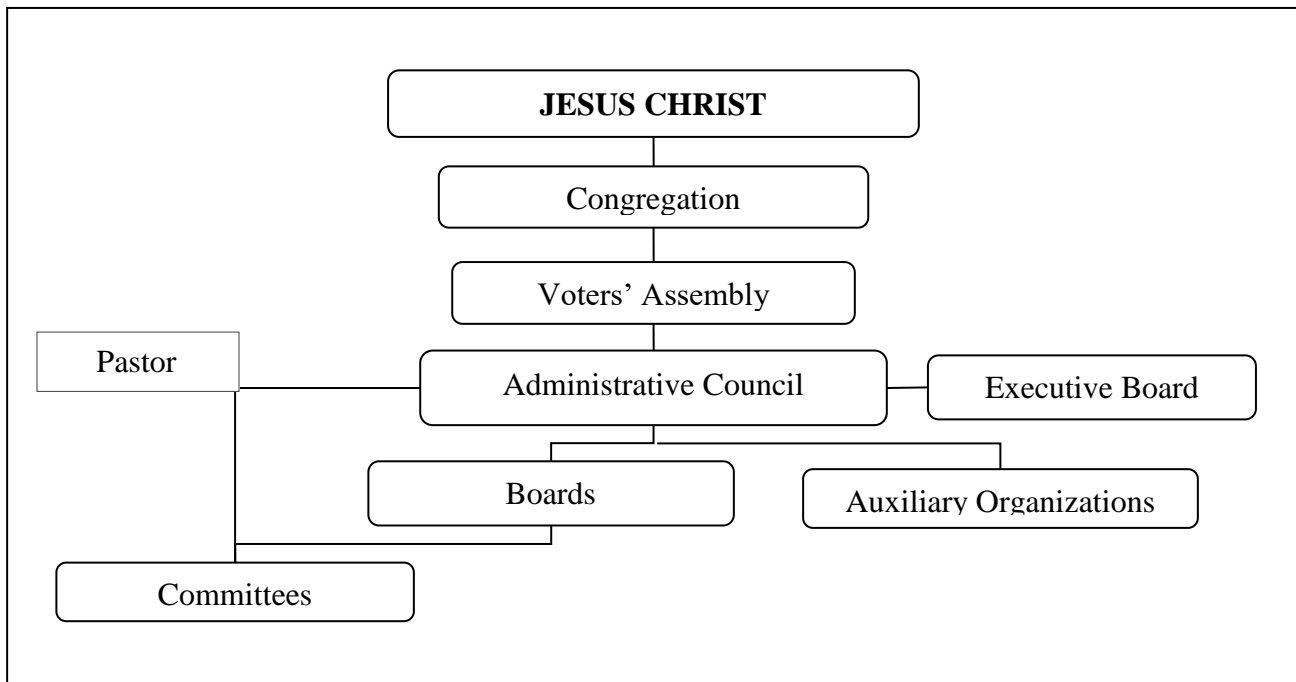 JESUS CHRIST
Congregation
Voters’ Assembly
Pastor
Administrative Council
Executive Board
Boards
Auxiliary Organizations
Committees